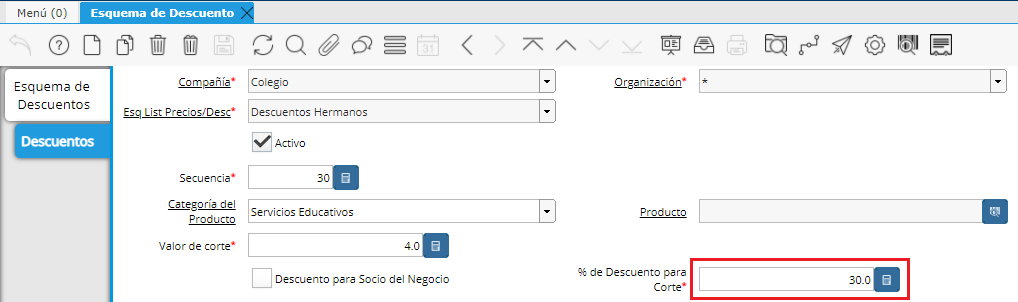 Menú (0)
Esquema de Descuento
31
Esquema de
Descuentos
Descuentos
Compañía*
Colegio
Organización*
*
Esq List Precios/Desc*
Descuentos Hermanos
Activo
Secuencia*
30
Categoría del
Producto
Servicios Educativos
Producto
Valor de corte*
4.0
Descuento para Socio del Negocio
% de Descuento para
Corte*
30.0